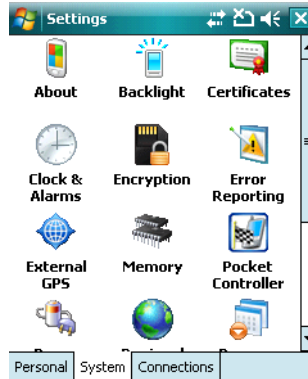 Settings
About
Backlight
Certificates
Clock &
Alarms
Encryption
Error
Reporting
External
GPS
Memory
Pocket
Controller
Personal
System
Connections